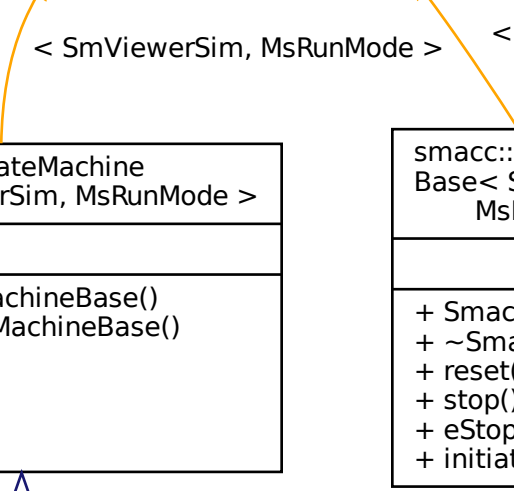 <
< SmViewerSim, MsRunMode >
ateMachine
rSim, MsRunMode >
achineBase()
MachineBase()
smacc::
Base< S
Ms
+ Smac
+ ~Sma
+ reset(
+ stop()
+ eStop
+ initiat